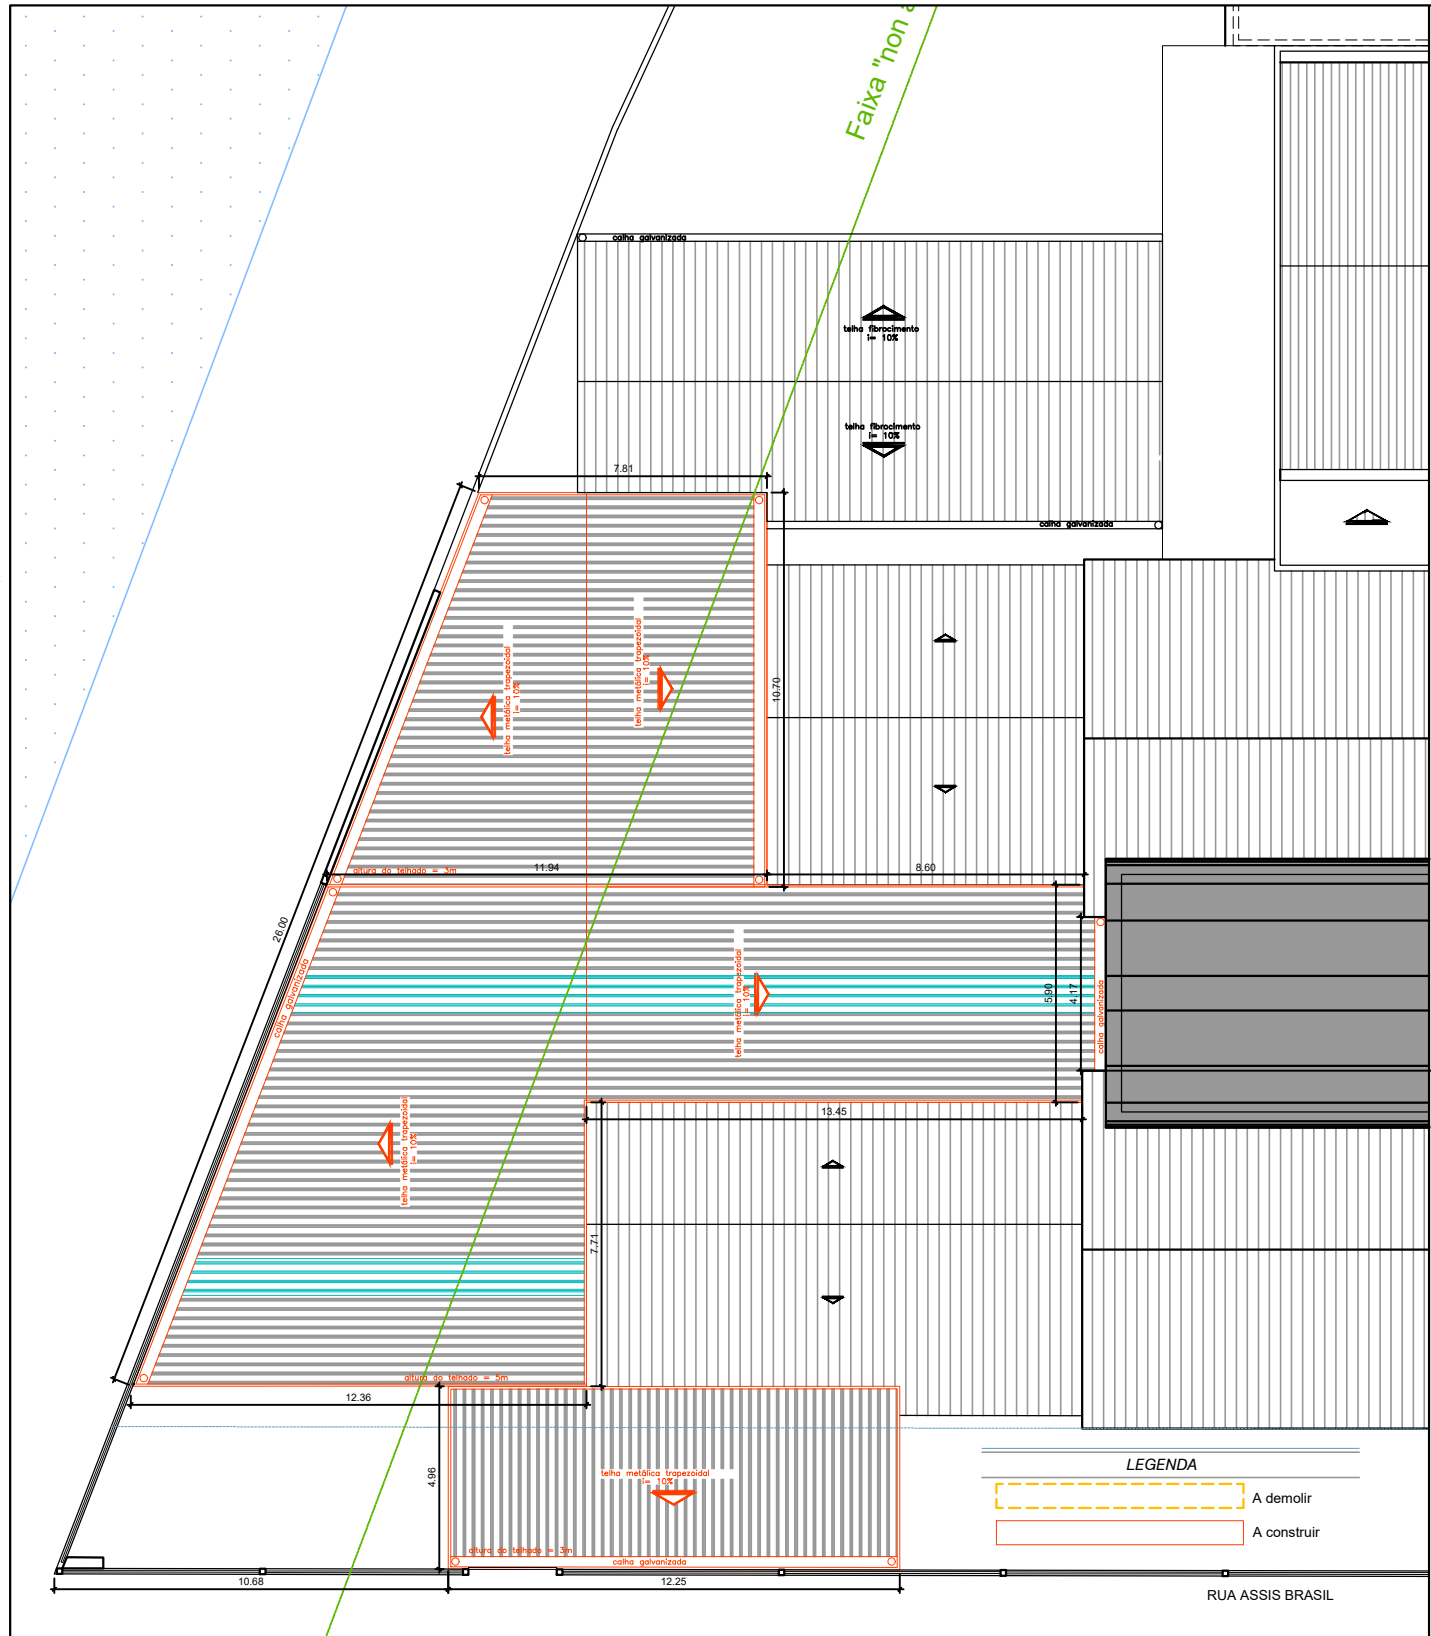 Faixa "non a
calha galvanizada
telha fibrocimento
i= 10%
telha fibrocimento
i= 10%
7.81
calha galvanizada
telha metálica trapezoidal
i= 10%
telha metálica trapezoidal
i= 10%
10.70
altura do telhado = 3m
11.94
8.60
26.00
calha galvanizada
telha metálica trapezoidal
i= 10%
5.90
4.17
calha galvanizada
telha metálica trapezoidal
i= 10%
13.45
7.71
altura do telhado = 5m
12.36
4.96
telha metálica trapezoidal
i= 10%
altura do telhado = 3m
calha galvanizada
10.68
12.25
LEGENDA
A demolir
A construir
RUA ASSIS BRASIL